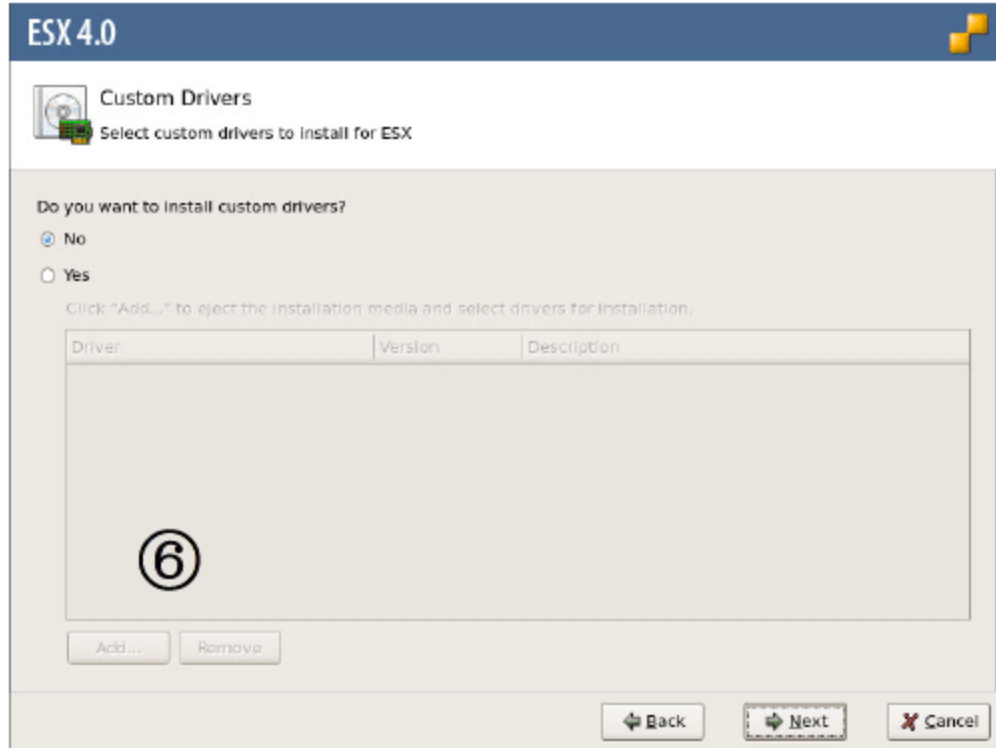 ESX 4.0
Custom Drivers
Select custom drivers to install for ESX
Do you want to install custom drivers?
No
Yes
Click "Add..." to eject the installation media and select drivers for installation.
Driver Version Description
⑥
Add... Remove
Back Next Cancel